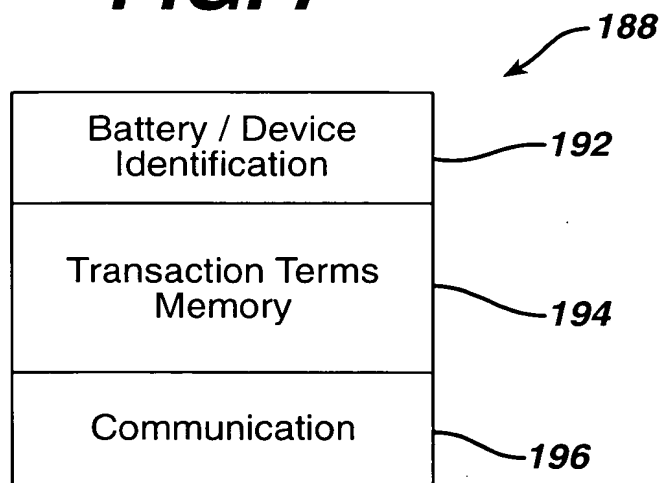 188
Battery / Device
Identification
192
Transaction Terms
Memory
194
Communication
196